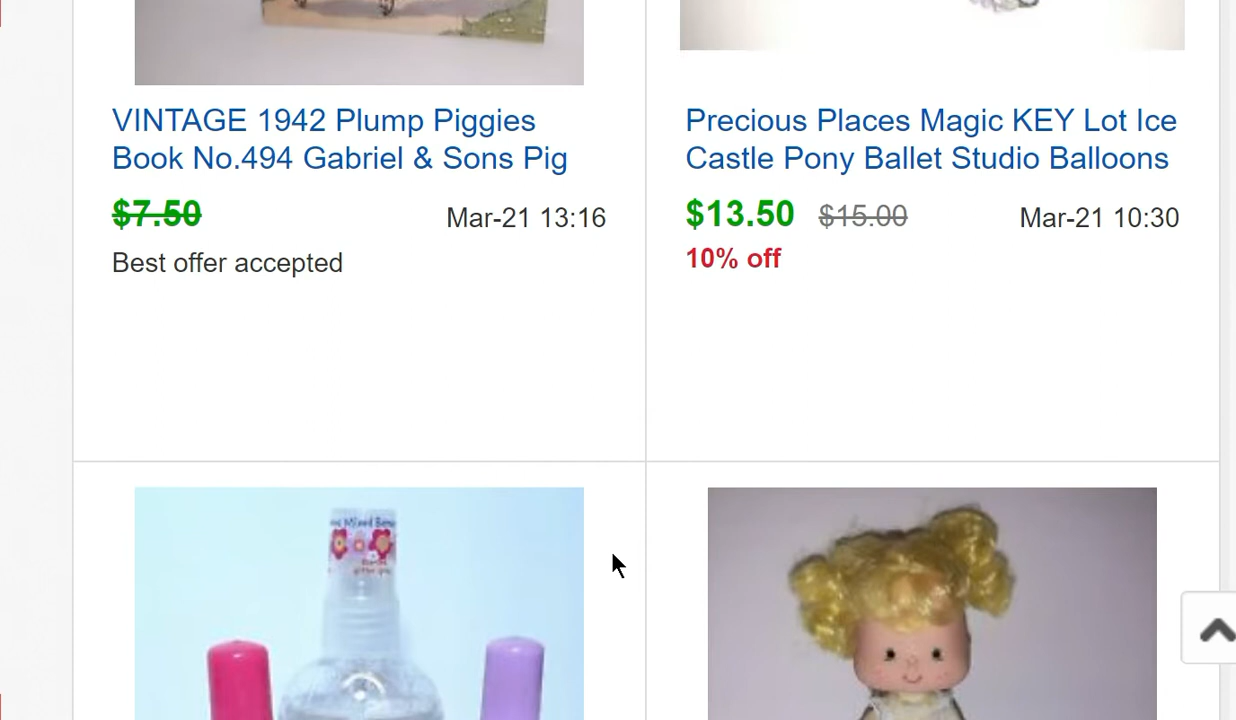 VINTAGE 1942 Plump Piggies
Book No.494 Gabriel & Sons Pig
$7.50 Mar-21 13:16
Best offer accepted
Precious Places Magic KEY Lot Ice
Castle Pony Ballet Studio Balloons
$13.50 $15.00 Mar-21 10:30
10% off
Mixed